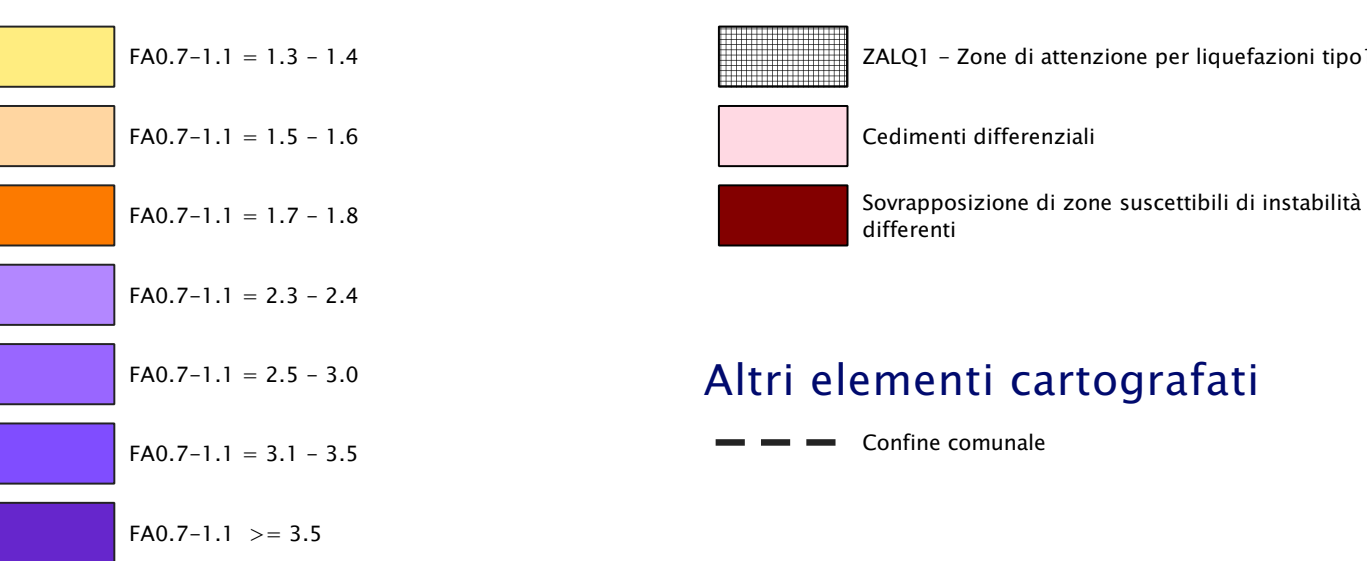 FA0.7-1.1 = 1.3 - 1.4
FA0.7-1.1 = 1.5 - 1.6
FA0.7-1.1 = 1.7 - 1.8
FA0.7-1.1 = 2.3 - 2.4
FA0.7-1.1 = 2.5 - 3.0
FA0.7-1.1 = 3.1 - 3.5
FA0.7-1.1 >= 3.5
ZALQ1 - Zone di attenzione per liquefazioni tipo1
Cedimenti differenziali
Sovrapposizione di zone suscettibili di instabilità
differenti
Altri elementi cartografati
Confine comunale